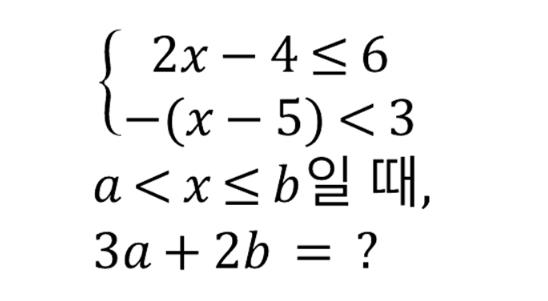 2x − 4 ≤ 6
−(x − 5) < 3
a < x ≤ b일 때,
3a + 2b = ?